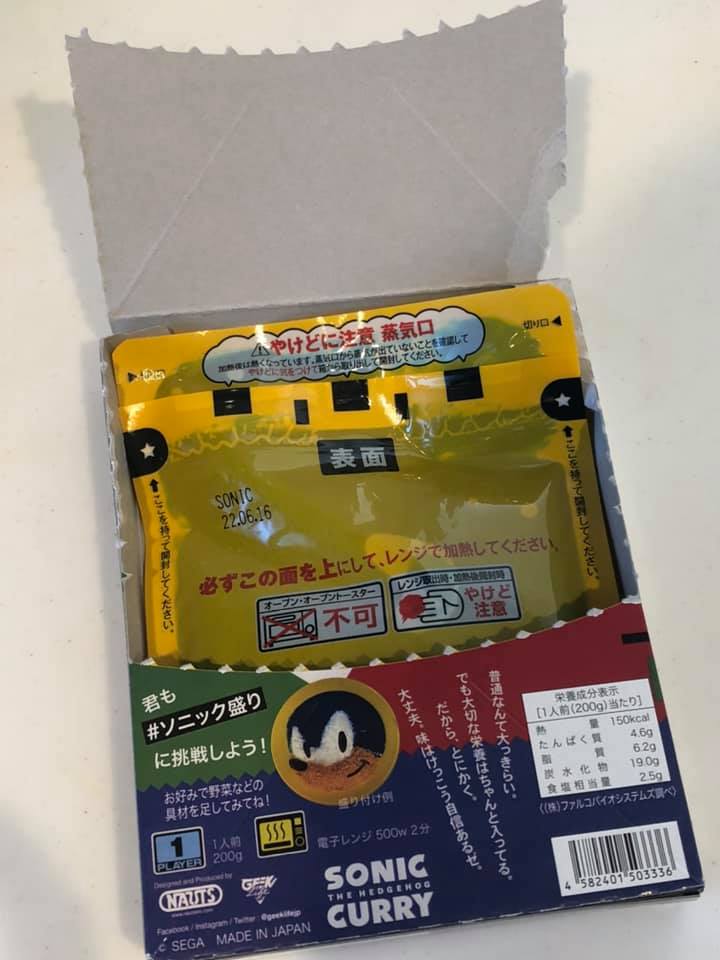 ⚠やけどに注意 蒸気口
加熱後は熱くなっています。蒸気口から蒸気が出ていないことを確認して
やけどに気をつけて箱から取り出して開封してください。
切り口◀
表面
SONIC
22.06.16
↑ここを持って開封してください。
↑ここを持って開封してください。
必ずこの面を上にして、レンジで加熱してください。
オーブン・オーブントースター
不可
レンジ取出時・加熱後開封時
やけど
注意
君も
#ソニック盛り
に挑戦しよう!
お好みで野菜などの
具材を足してみてね!
盛り付け例
普通なんて大っきらい。
でも大切な栄養はちゃんと入ってる。
だから、とにかく。
大丈夫。味はけっこう自信あるぜ。
栄養成分表示
[1人前(200g)当たり]
熱量 150kcal
たんぱく質 4.6g
脂質 6.2g
炭水化物 19.0g
食塩相当量 2.5g
((株)ファルコバイオシステムズ調べ)
1
PLAYER
1人前
200g
電子レンジ 500w 2分
Designed and Produced by
NAUTS
GEEK
Life
SONIC
THE HEDGEHOG
CURRY
Facebook / Instagram / Twitter @geeklifejp
© SEGA MADE IN JAPAN
4 582401 503336